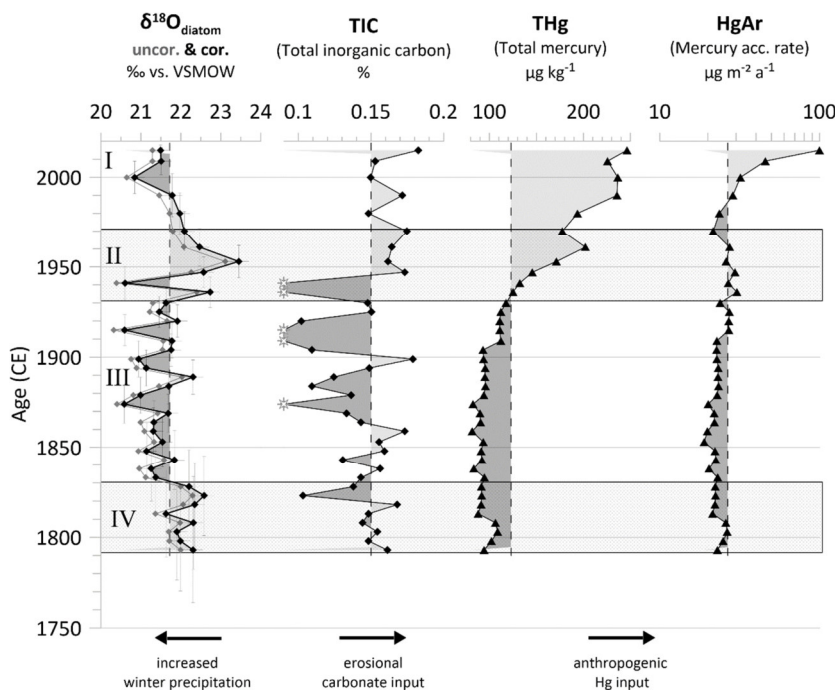 δ¹⁸Odiatom
uncor. & cor.
‰ vs. VSMOW
TIC
(Total inorganic carbon)
%
THg
(Total mercury)
µg kg⁻¹
HgAr
(Mercury acc. rate)
µg m⁻² a⁻¹
20 21 22 23 24
0.1 0.15 0.2
100 200
10 100
Age (CE)
2000
1950
1900
1850
1800
1750
I
II
III
IV
increased
winter precipitation
erosional
carbonate input
anthropogenic
Hg input